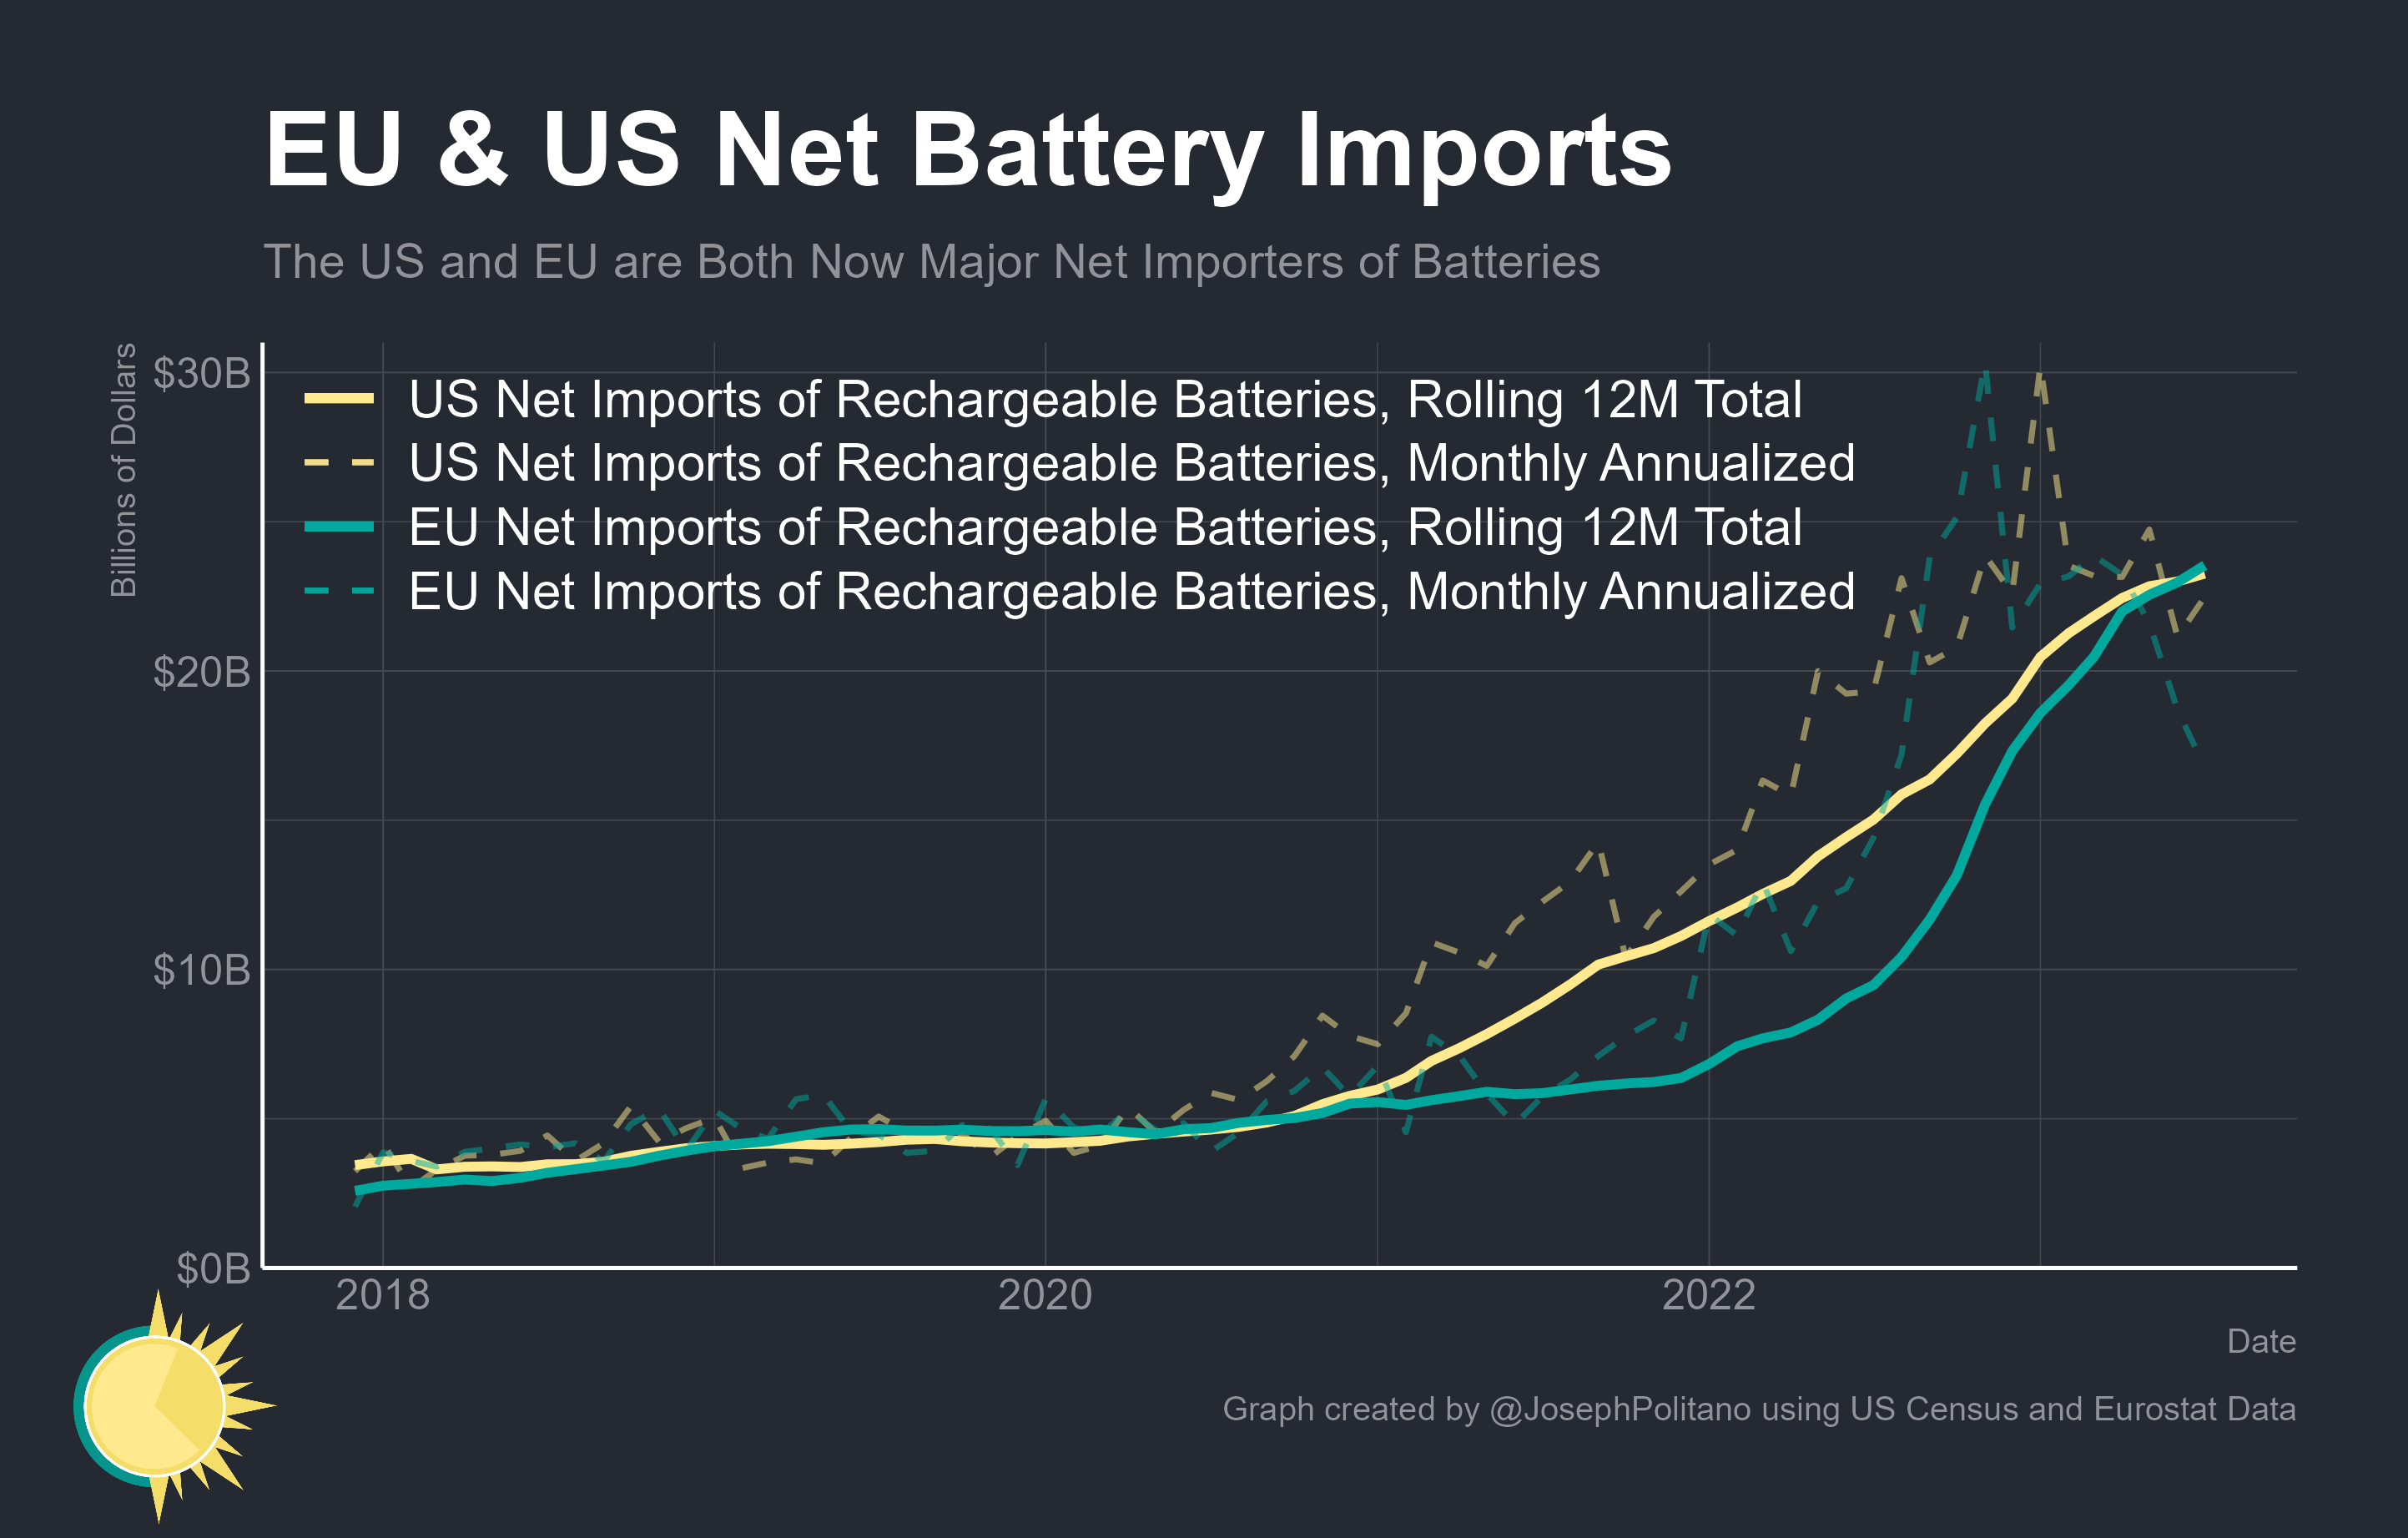 EU & US Net Battery Imports
The US and EU are Both Now Major Net Importers of Batteries
Billions of Dollars
$30B
$20B
$10B
$0B
US Net Imports of Rechargeable Batteries, Rolling 12M Total
US Net Imports of Rechargeable Batteries, Monthly Annualized
EU Net Imports of Rechargeable Batteries, Rolling 12M Total
EU Net Imports of Rechargeable Batteries, Monthly Annualized
2018
2020
2022
Date
Graph created by @JosephPolitano using US Census and Eurostat Data